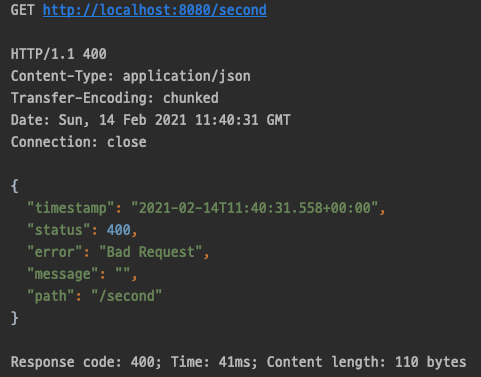 GET http://localhost:8080/second
HTTP/1.1 400
Content-Type: application/json
Transfer-Encoding: chunked
Date: Sun, 14 Feb 2021 11:40:31 GMT
Connection: close
{
  "timestamp": "2021-02-14T11:40:31.558+00:00",
  "status": 400,
  "error": "Bad Request",
  "message": "",
  "path": "/second"
}
Response code: 400; Time: 41ms; Content length: 110 bytes